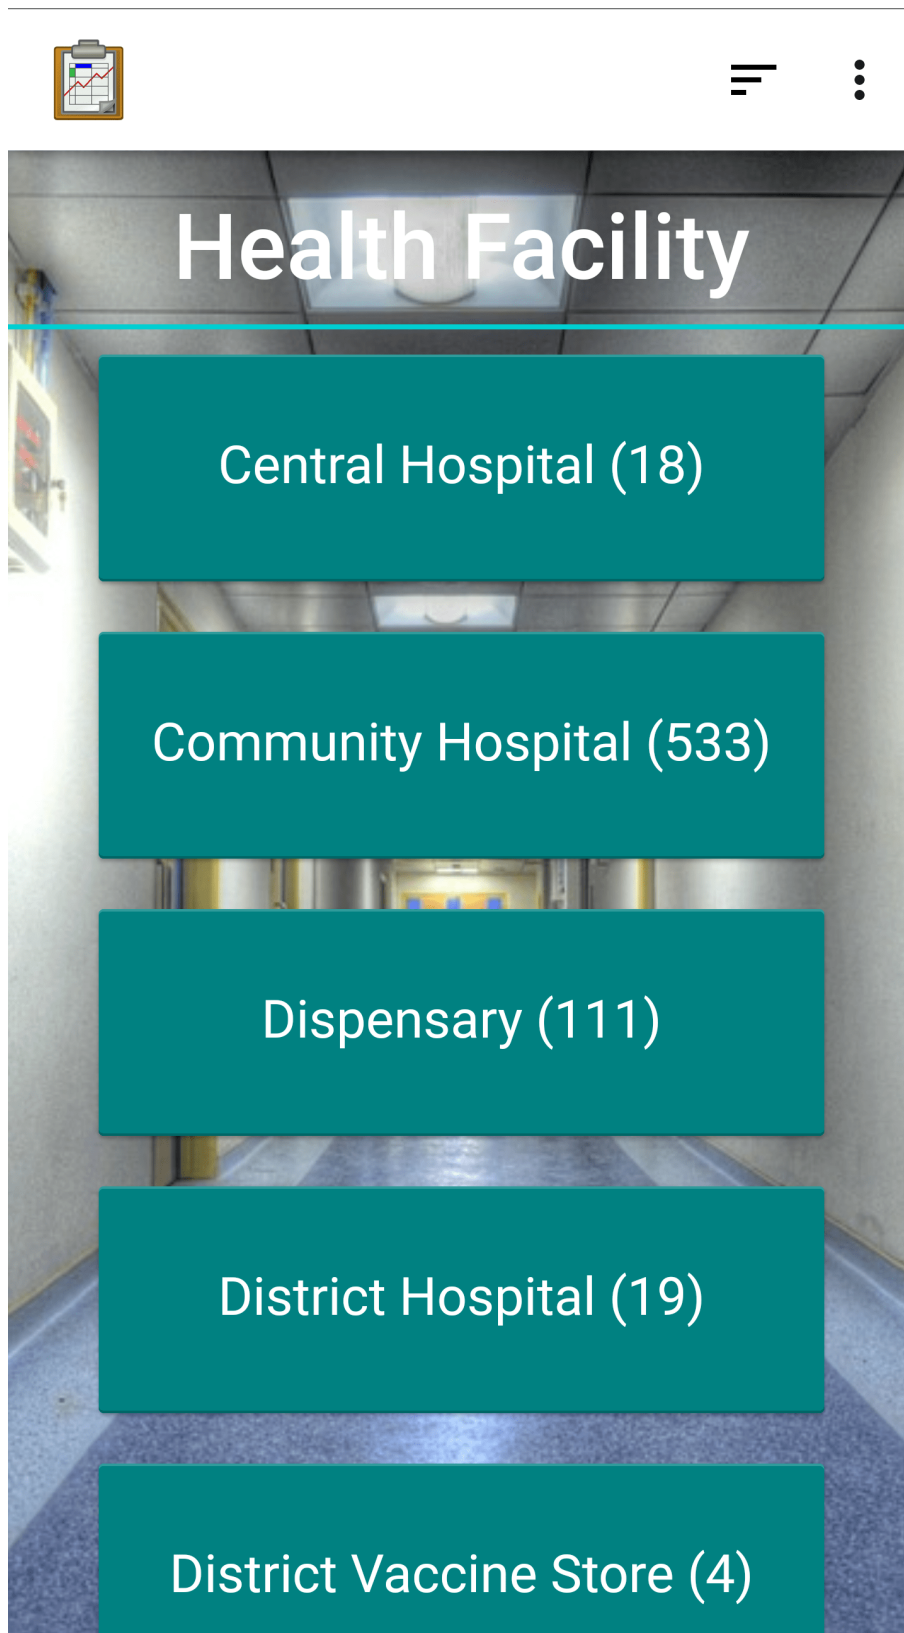 Health Facility
Central Hospital (18)
Community Hospital (533)
Dispensary (111)
District Hospital (19)
District Vaccine Store (4)